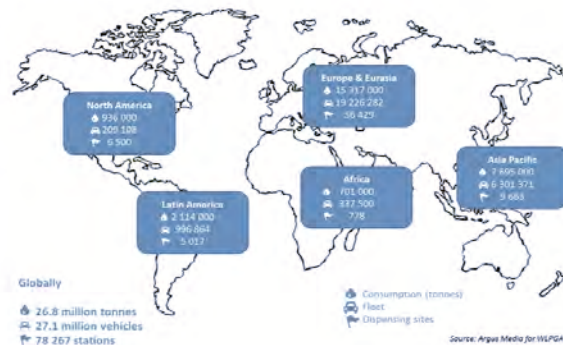 Europe & Eurasia
15 317 000
19 226 282
56 429
North America
936 000
205 108
6 500
Asia Pacific
7 695 000
6 301 371
9 663
Africa
701 000
337 500
778
Latin America
2 114 000
996 864
5 017
Globally
26.8 million tonnes
27.1 million vehicles
78 267 stations
Consumption (tonnes)
Fleet
Dispensing sites
Source: Argus Media for WLPGA